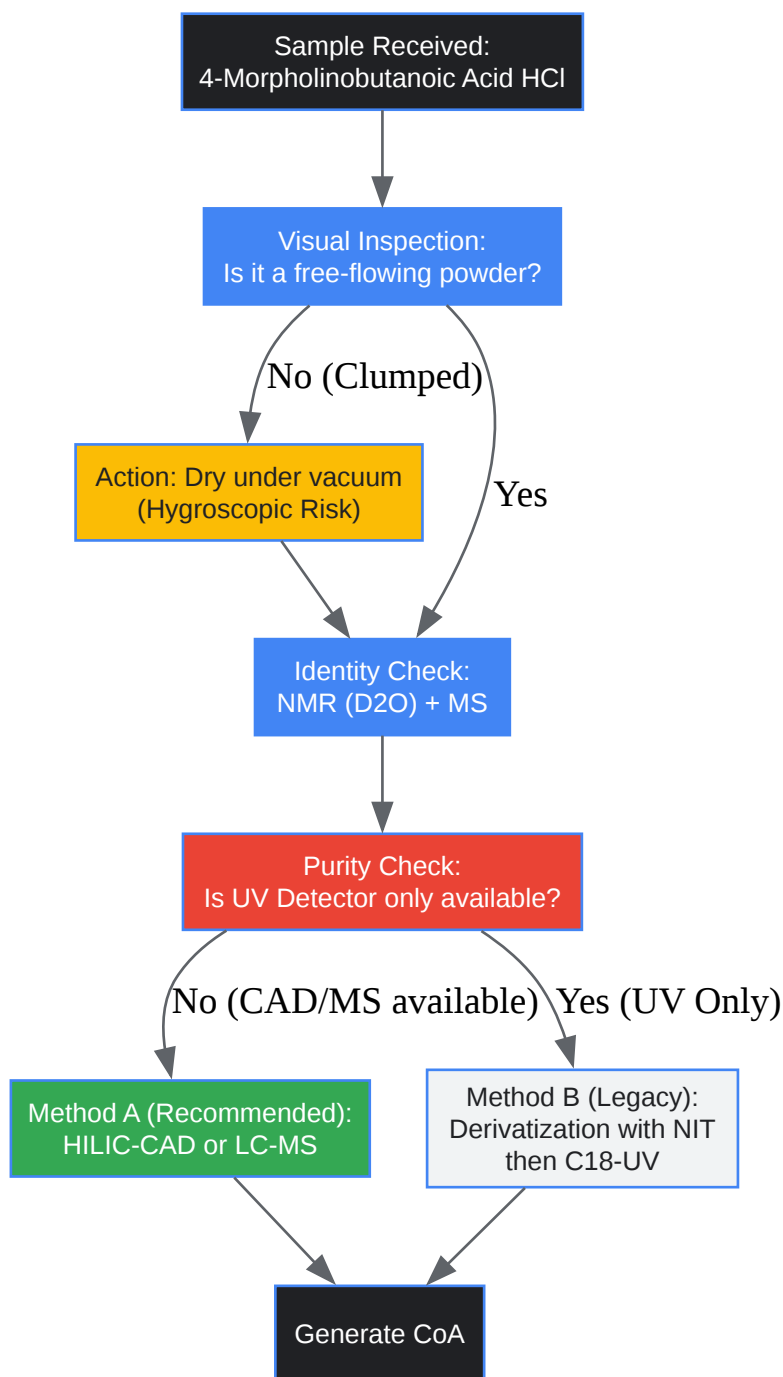 Sample Received:
4-Morpholinobutanoic Acid HCl
Visual Inspection:
Is it a free-flowing powder?
No (Clumped)
Action: Dry under vacuum
(Hygroscopic Risk)
Yes
Identity Check:
NMR (D2O) + MS
Purity Check:
Is UV Detector only available?
No (CAD/MS available)
Yes (UV Only)
Method A (Recommended):
HILIC-CAD or LC-MS
Method B (Legacy):
Derivatization with NIT
then C18-UV
Generate CoA